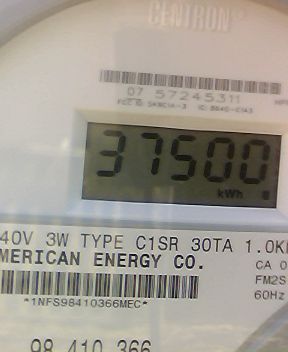 CENTRON
07 57245311
37500
kWh
40V 3W TYPE C1SR 30TA 1.0K
MERICAN ENERGY CO.
CA 0
FM2S
60Hz
*1NFS98410366MEC*
98 410 366